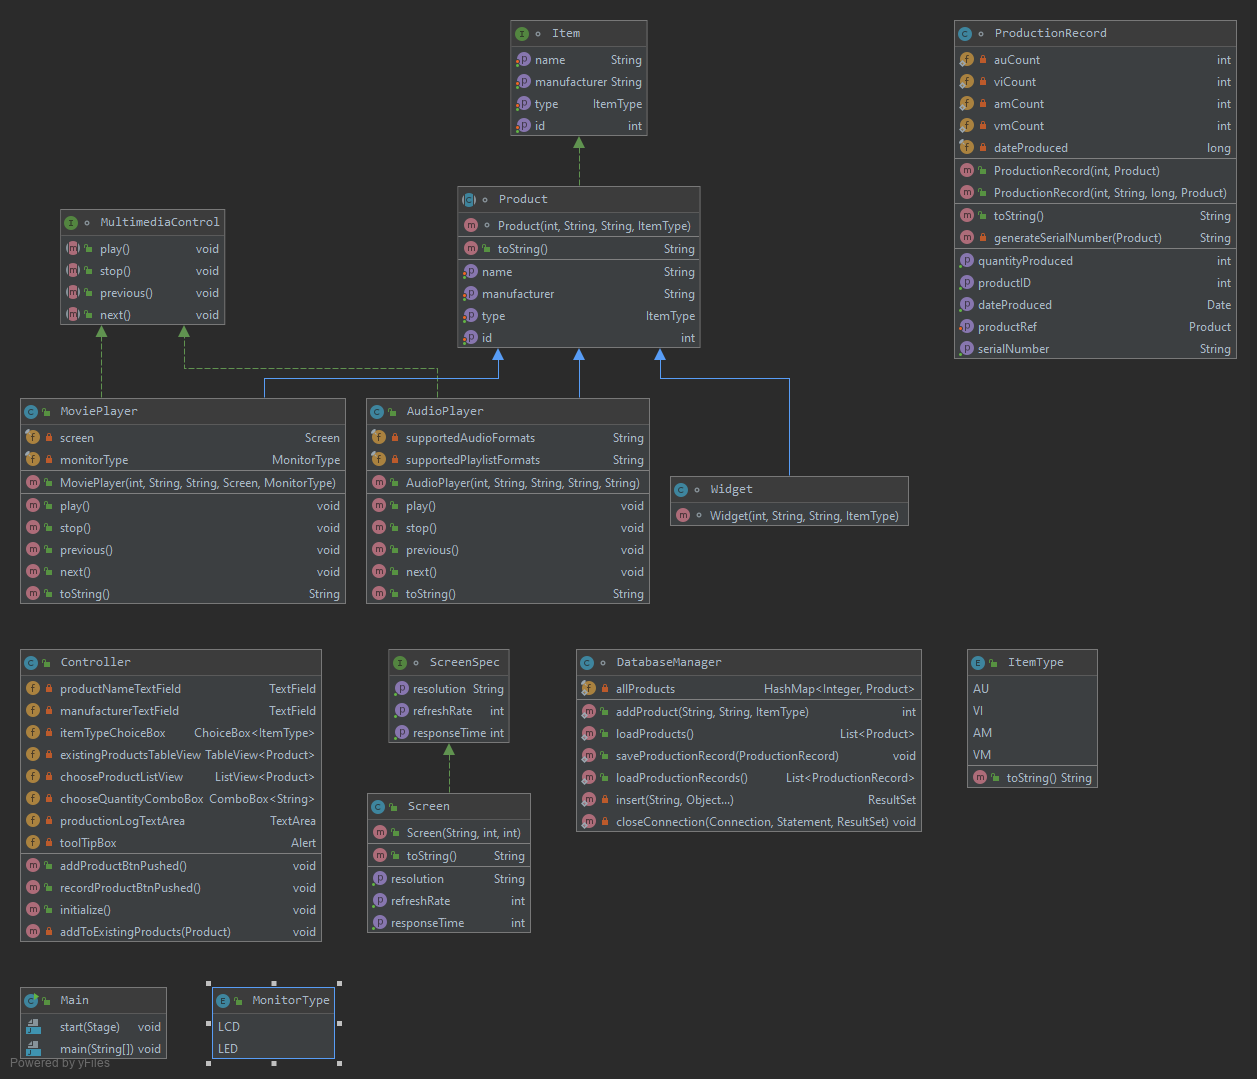 Item
name String
manufacturer String
type ItemType
id int
ProductionRecord
auCount int
viCount int
amCount int
vmCount int
dateProduced long
ProductionRecord(int, Product)
ProductionRecord(int, String, long, Product)
toString() String
generateSerialNumber(Product) String
quantityProduced int
productID int
dateProduced Date
productRef Product
serialNumber String
Product
Product(int, String, String, ItemType)
toString() String
name String
manufacturer String
type ItemType
id int
MultimediaControl
play() void
stop() void
previous() void
next() void
MoviePlayer
screen Screen
monitorType MonitorType
MoviePlayer(int, String, String, Screen, MonitorType)
play() void
stop() void
previous() void
next() void
toString() String
AudioPlayer
supportedAudioFormats String
supportedPlaylistFormats String
AudioPlayer(int, String, String, String, String)
play() void
stop() void
previous() void
next() void
toString() String
Widget
Widget(int, String, String, ItemType)
Controller
productNameTextField TextField
manufacturerTextField TextField
itemTypeChoiceBox ChoiceBox<ItemType>
existingProductsTableView TableView<Product>
chooseProductListView ListView<Product>
chooseQuantityComboBox ComboBox<String>
productionLogTextArea TextArea
toolTipBox Alert
addProductBtnPushed() void
recordProductBtnPushed() void
initialize() void
addToExistingProducts(Product) void
ScreenSpec
resolution String
refreshRate int
responseTime int
Screen
Screen(String, int, int)
toString() String
resolution String
refreshRate int
responseTime int
DatabaseManager
allProducts HashMap<Integer, Product>
addProduct(String, String, ItemType) int
loadProducts() List<Product>
saveProductionRecord(ProductionRecord) void
loadProductionRecords() List<ProductionRecord>
insert(String, Object...) ResultSet
closeConnection(Connection, Statement, ResultSet) void
ItemType
AU
VI
AM
VM
toString() String
Main
start(Stage) void
main(String[]) void
MonitorType
LCD
LED
Powered by yFiles